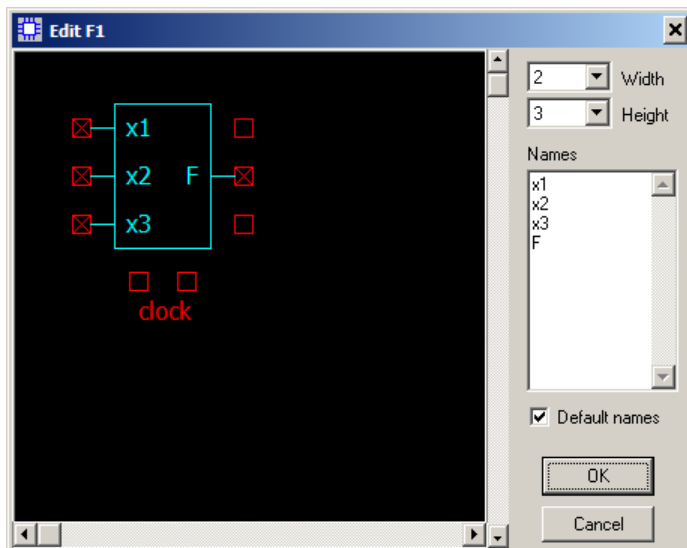 Edit F1
x1
x2 F
x3
clock
2 Width
3 Height
Names
x1
x2
x3
F
Default names
OK
Cancel